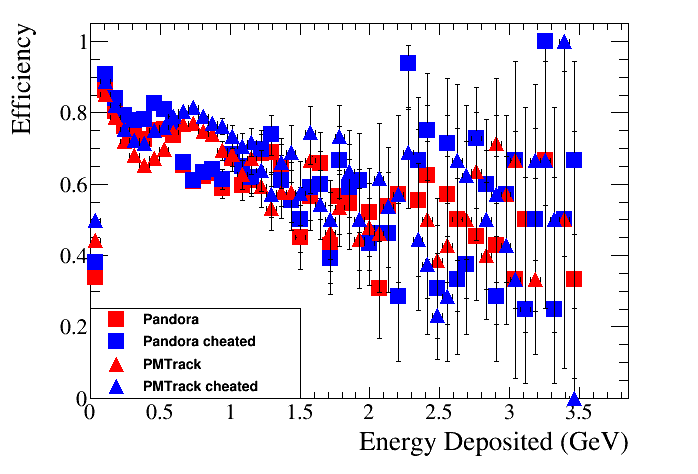 Efficiency
1
0.8
0.6
0.4
0.2
0
Pandora
Pandora cheated
PMTrack
PMTrack cheated
0 0.5 1 1.5 2 2.5 3 3.5
Energy Deposited (GeV)